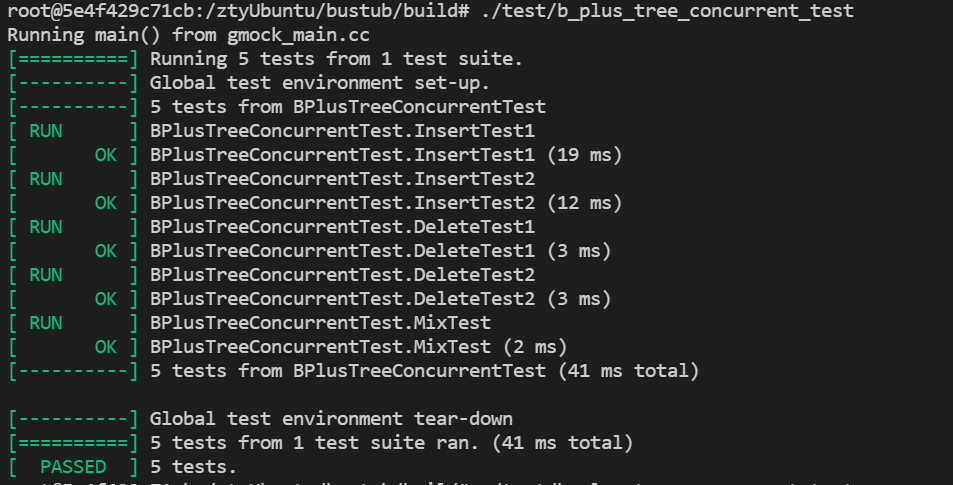 root@5e4f429c71cb:/ztyUbuntu/bustub/build# ./test/b_plus_tree_concurrent_test
Running main() from gmock_main.cc
[==========] Running 5 tests from 1 test suite.
[----------] Global test environment set-up.
[----------] 5 tests from BPlusTreeConcurrentTest
[ RUN      ] BPlusTreeConcurrentTest.InsertTest1
[       OK ] BPlusTreeConcurrentTest.InsertTest1 (19 ms)
[ RUN      ] BPlusTreeConcurrentTest.InsertTest2
[       OK ] BPlusTreeConcurrentTest.InsertTest2 (12 ms)
[ RUN      ] BPlusTreeConcurrentTest.DeleteTest1
[       OK ] BPlusTreeConcurrentTest.DeleteTest1 (3 ms)
[ RUN      ] BPlusTreeConcurrentTest.DeleteTest2
[       OK ] BPlusTreeConcurrentTest.DeleteTest2 (3 ms)
[ RUN      ] BPlusTreeConcurrentTest.MixTest
[       OK ] BPlusTreeConcurrentTest.MixTest (2 ms)
[----------] 5 tests from BPlusTreeConcurrentTest (41 ms total)
[----------] Global test environment tear-down
[==========] 5 tests from 1 test suite ran. (41 ms total)
[  PASSED  ] 5 tests.